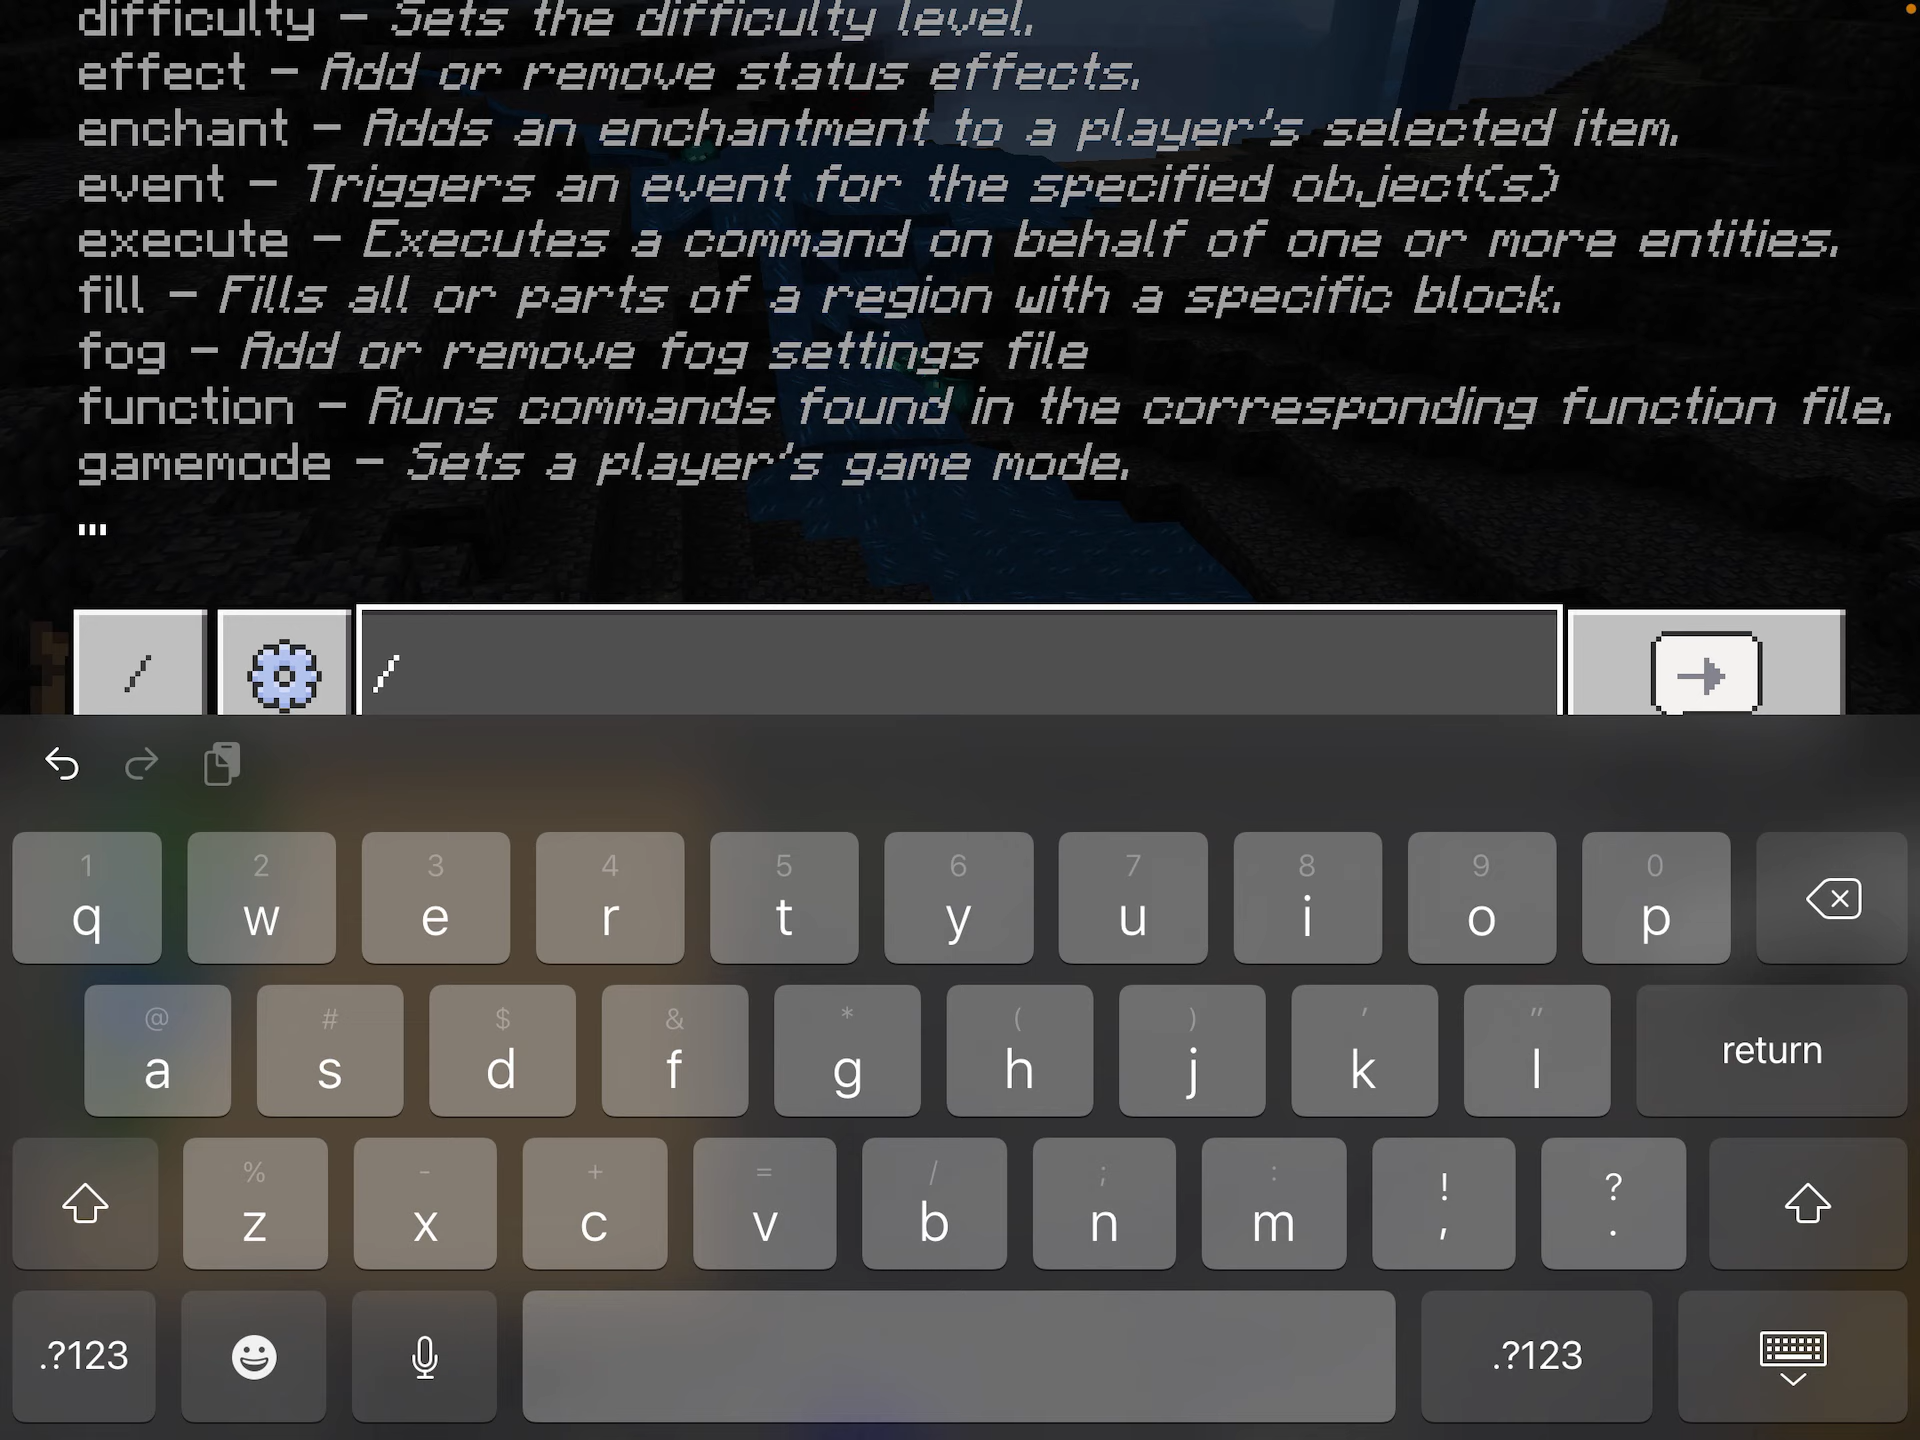 difficulty – Sets the difficulty level.
effect – Add or remove status effects.
enchant – Adds an enchantment to a player's selected item.
event – Triggers an event for the specified object(s)
execute – Executes a command on behalf of one or more entities.
fill – Fills all or parts of a region with a specific block.
fog – Add or remove fog settings file
function – Runs commands found in the corresponding function file.
gamemode – Sets a player's game mode.
...
/ /
1 2 3 4 5 6 7 8 9 0
q w e r t y u i o p
@ # $ & * ( ) ' "
a s d f g h j k l return
% - + = / ; : ! ?
z x c v b n m , .
.?123 .?123